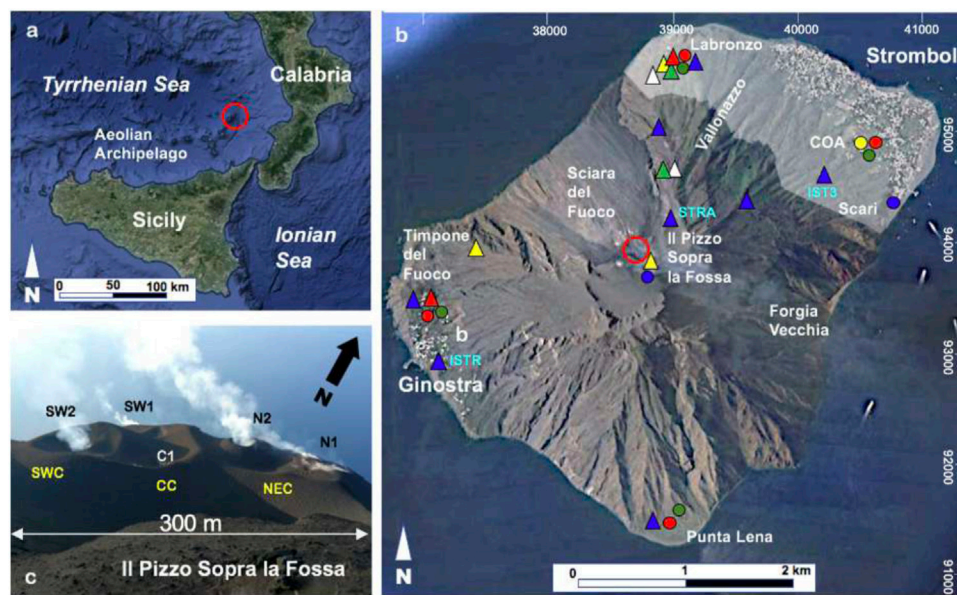 a
Calabria
Tyrrhenian Sea
Aeolian
Archipelago
Sicily
Ionian
Sea
N
0 50 100 km
b
38000 39000 40000 41000
Labronzo
Strombol
Vallonazzo
95000
COA
Sciara
del
Fuoco
IST3
Scari
STRA
Timpone
del
Fuoco
Il Pizzo
Sopra
la Fossa
94000
Forgia
Vecchia
b
ISTR
Ginostra
93000
92000
Punta Lena
N
0 1 2 km
91000
N
SW2
SW1
N2
N1
C1
SWC
CC
NEC
300 m
c
Il Pizzo Sopra la Fossa